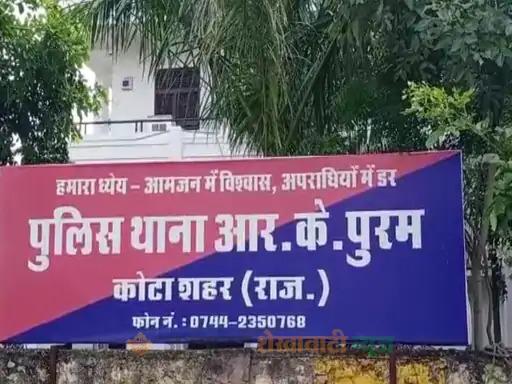 हमारा ध्येय - आमजन में विश्वास, अपराधियों में डर
पुलिस थाना आर.के.पुरम
कोटा शहर (राज.)
फोन नं. : 0744-2350768
शेखावाटी न्यूज